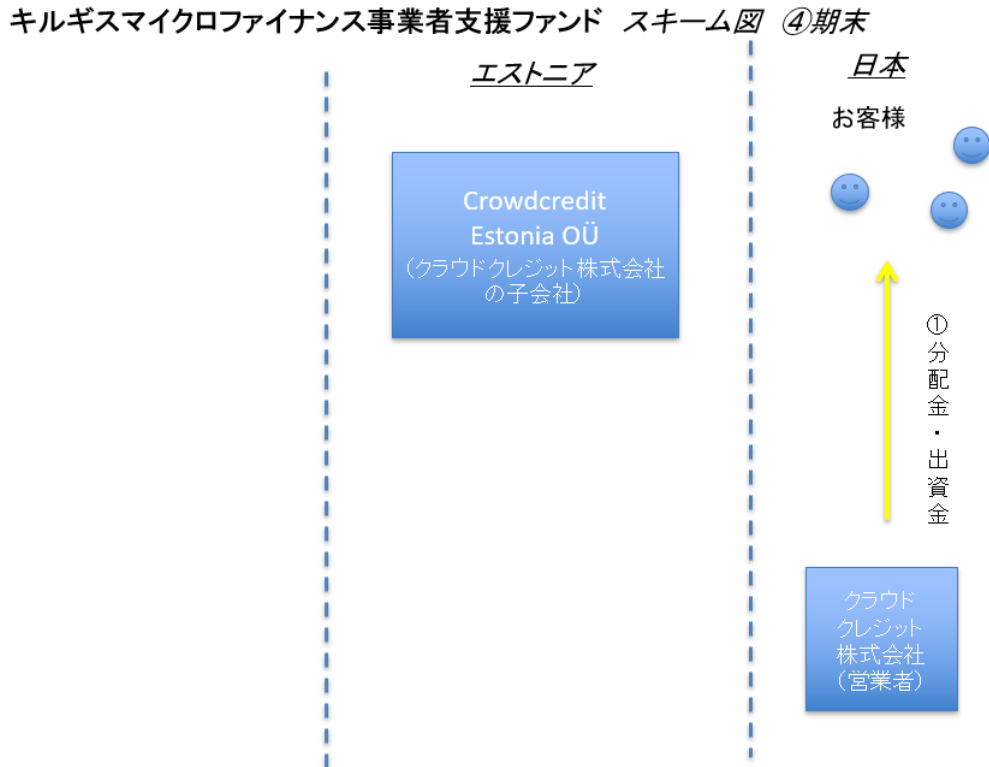 キルギスマイクロファイナンス事業者支援ファンド スキーム図 ④期末
エストニア
日本
お客様
Crowdcredit
Estonia OÜ
（クラウドクレジット株式会社
の子会社）
①分配金・出資金
クラウド
クレジット
株式会社
（営業者）